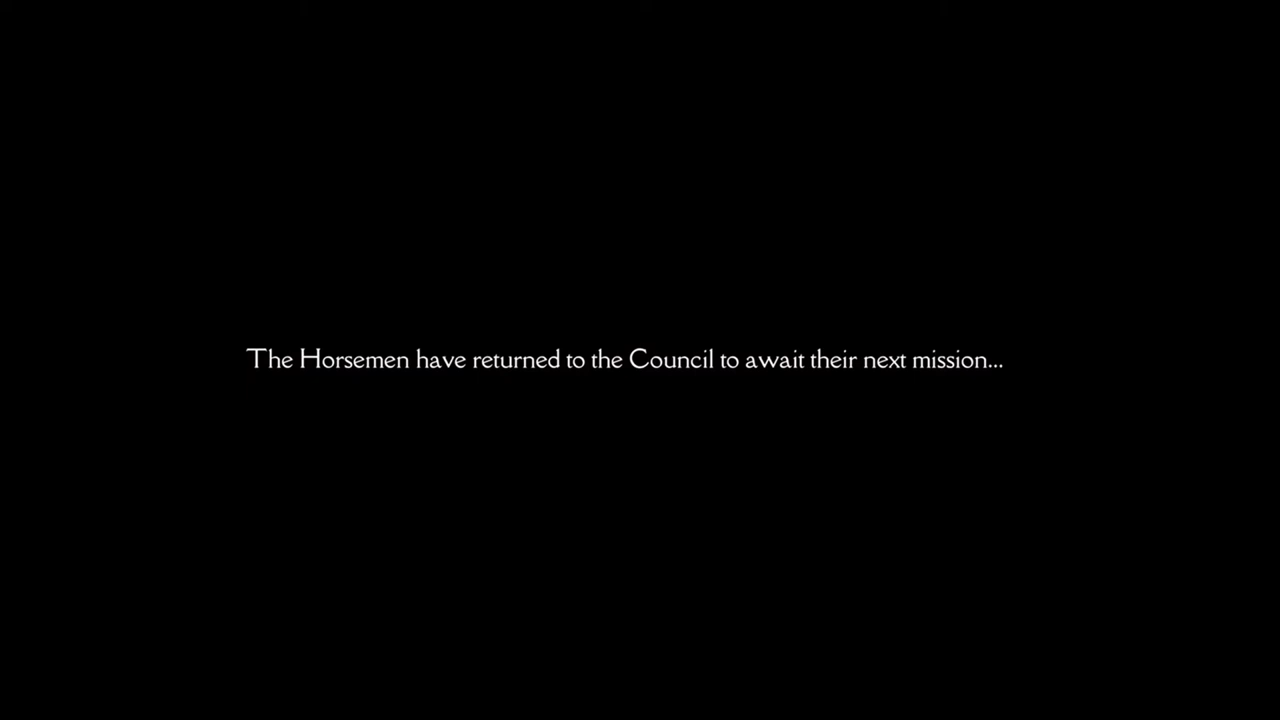 The Horsemen have returned to the Council to await their next mission...